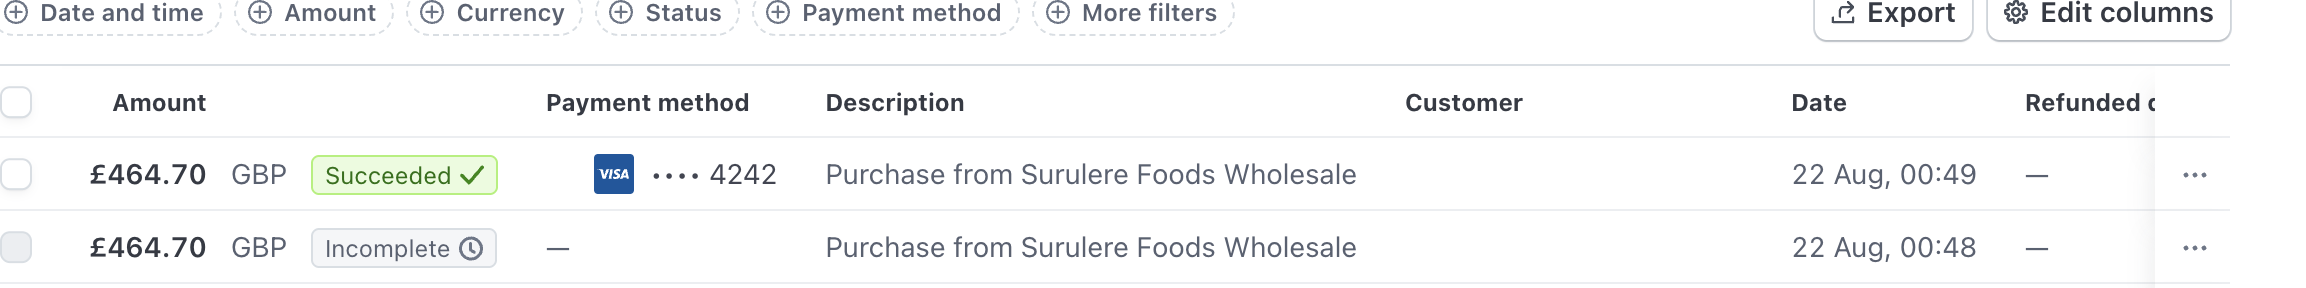 Date and time Amount Currency Status Payment method More filters Export Edit columns
Amount Payment method Description Customer Date Refunded
£464.70 GBP Succeeded VISA •••• 4242 Purchase from Surulere Foods Wholesale 22 Aug, 00:49 — •••
£464.70 GBP Incomplete — Purchase from Surulere Foods Wholesale 22 Aug, 00:48 — •••